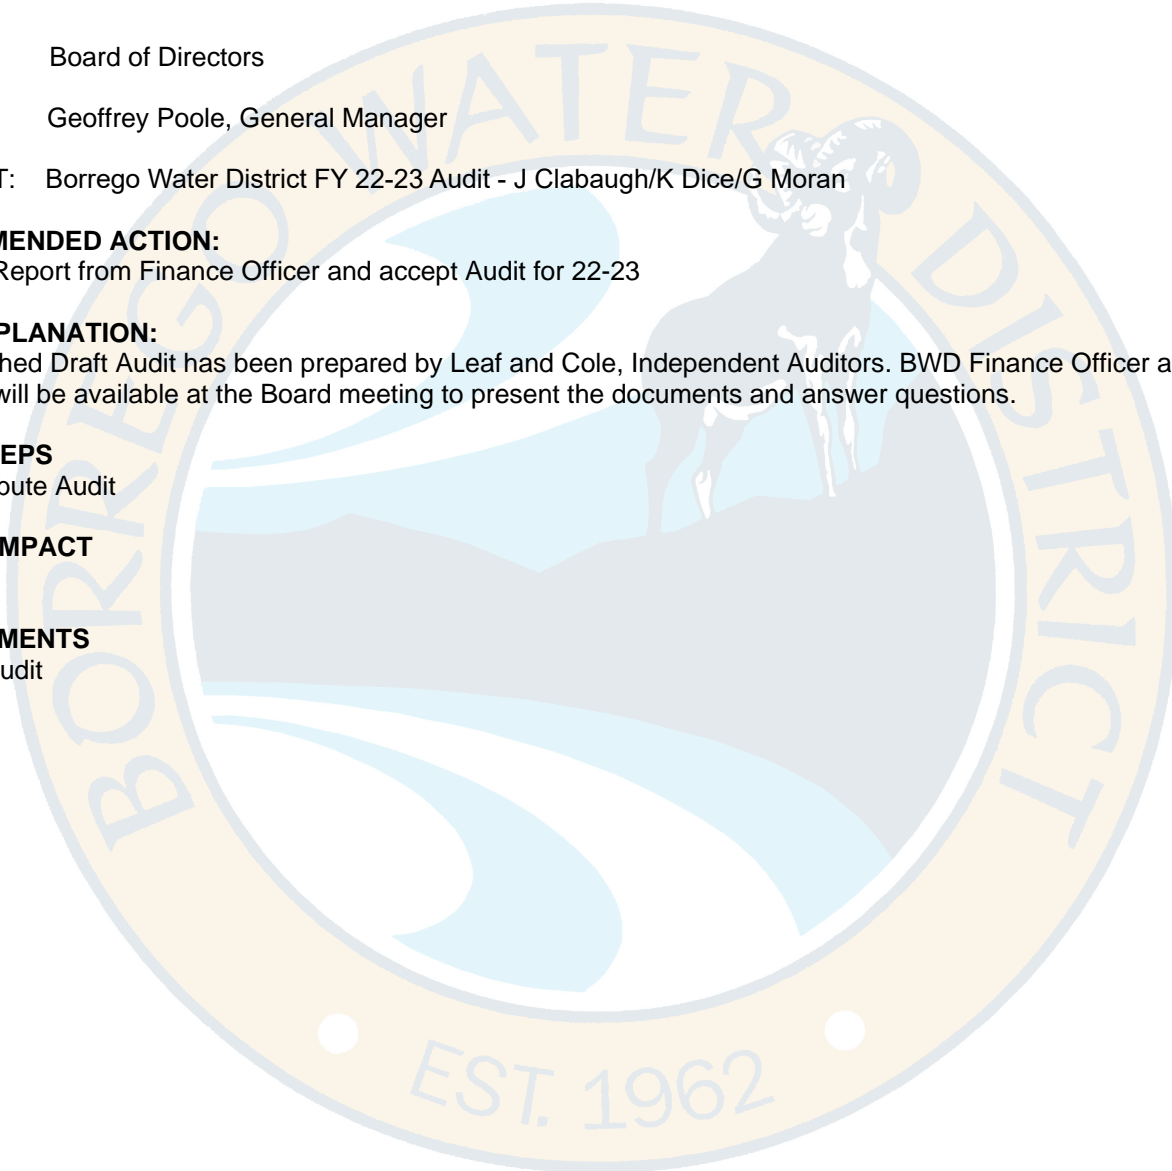 Board of Directors
Geoffrey Poole, General Manager
T: Borrego Water District FY 22-23 Audit - J Clabaugh/K Dice/G Moran
MENDED ACTION:
Report from Finance Officer and accept Audit for 22-23
PLANATION:
hed Draft Audit has been prepared by Leaf and Cole, Independent Auditors. BWD Finance Officer a
will be available at the Board meeting to present the documents and answer questions.
EPS
bute Audit
MPACT
MENTS
udit
BORREGO WATER DISTRICT
EST. 1962